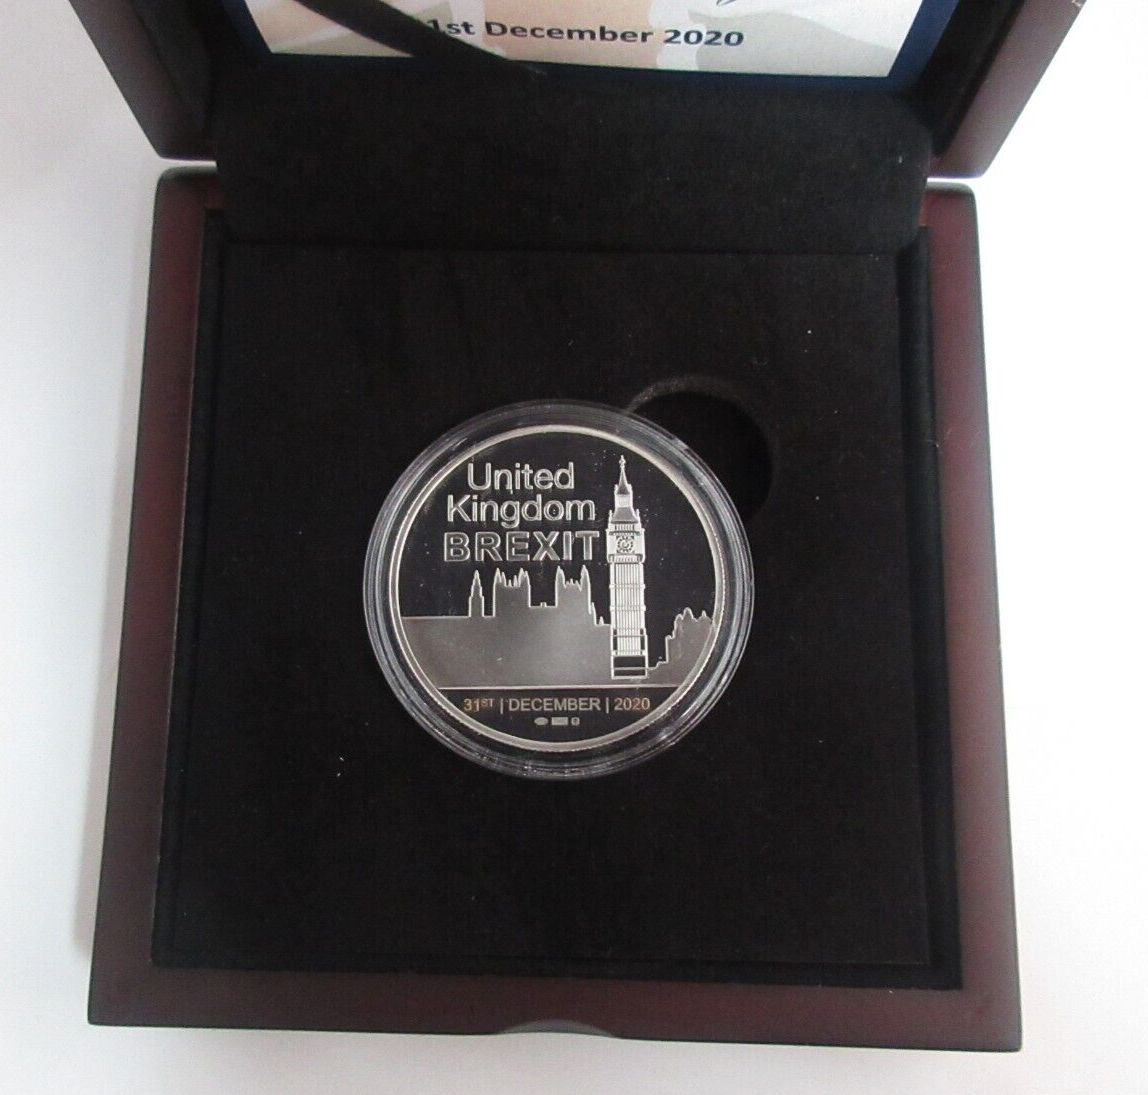 1st December 2020
United
Kingdom
BREXIT
31ST | DECEMBER | 2020